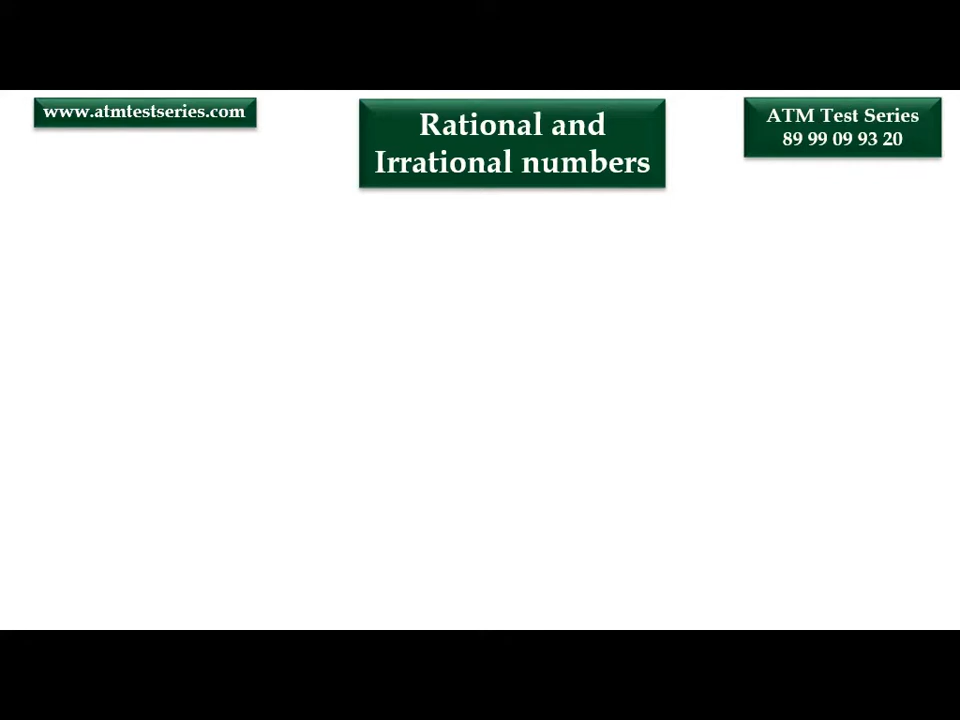 www.atmtestseries.com
Rational and
Irrational numbers
ATM Test Series
89 99 09 93 20